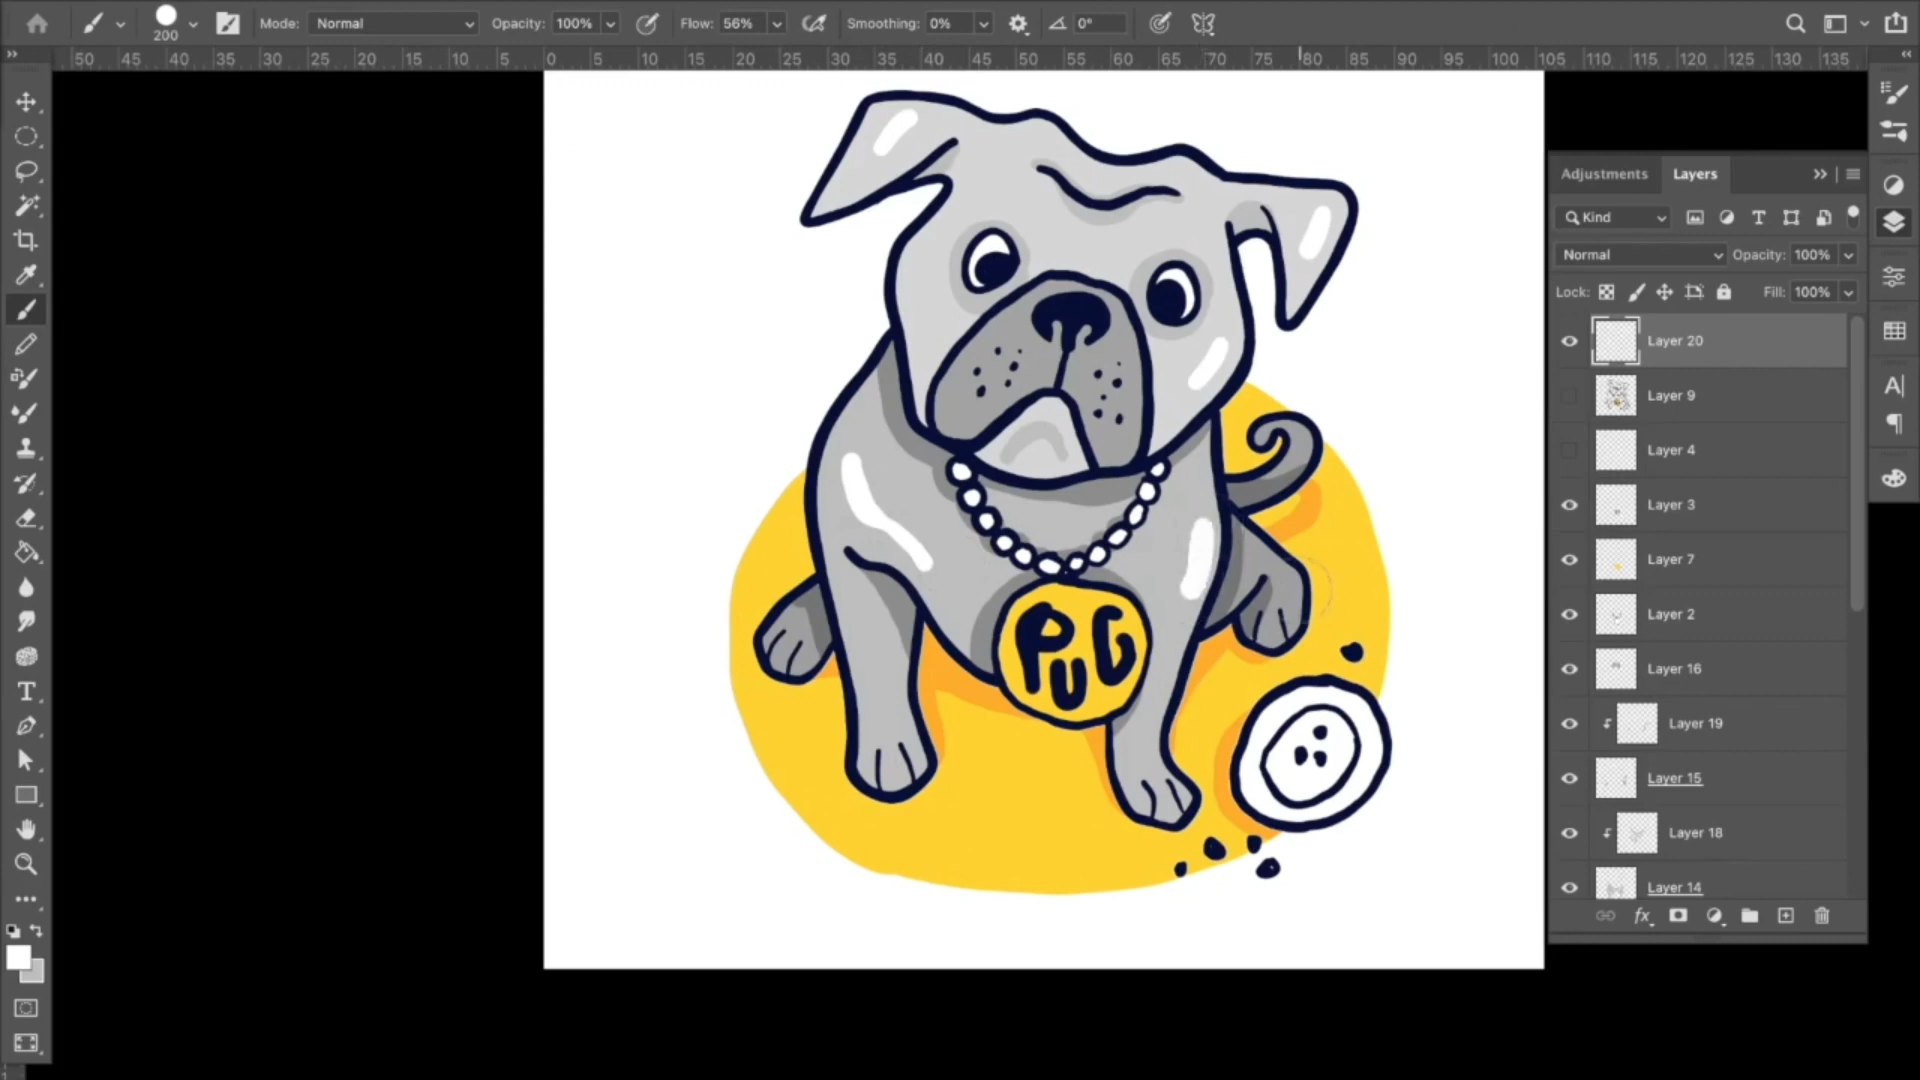 200
Mode: Normal
Opacity: 100%
Flow: 56%
Smoothing: 0%
0°
50 45 40 35 30 25 20 15 10 5 0 5 10 15 20 25 30 35 40 45 50 55 60 65 70 75 80 85 90 95 100 105 110 115 120 125 130 135
Adjustments Layers
Kind
Normal Opacity: 100%
Lock: Fill: 100%
Layer 20
Layer 9
Layer 4
Layer 3
Layer 7
Layer 2
Layer 16
Layer 19
Layer 15
Layer 18
Layer 14
fx
PUG